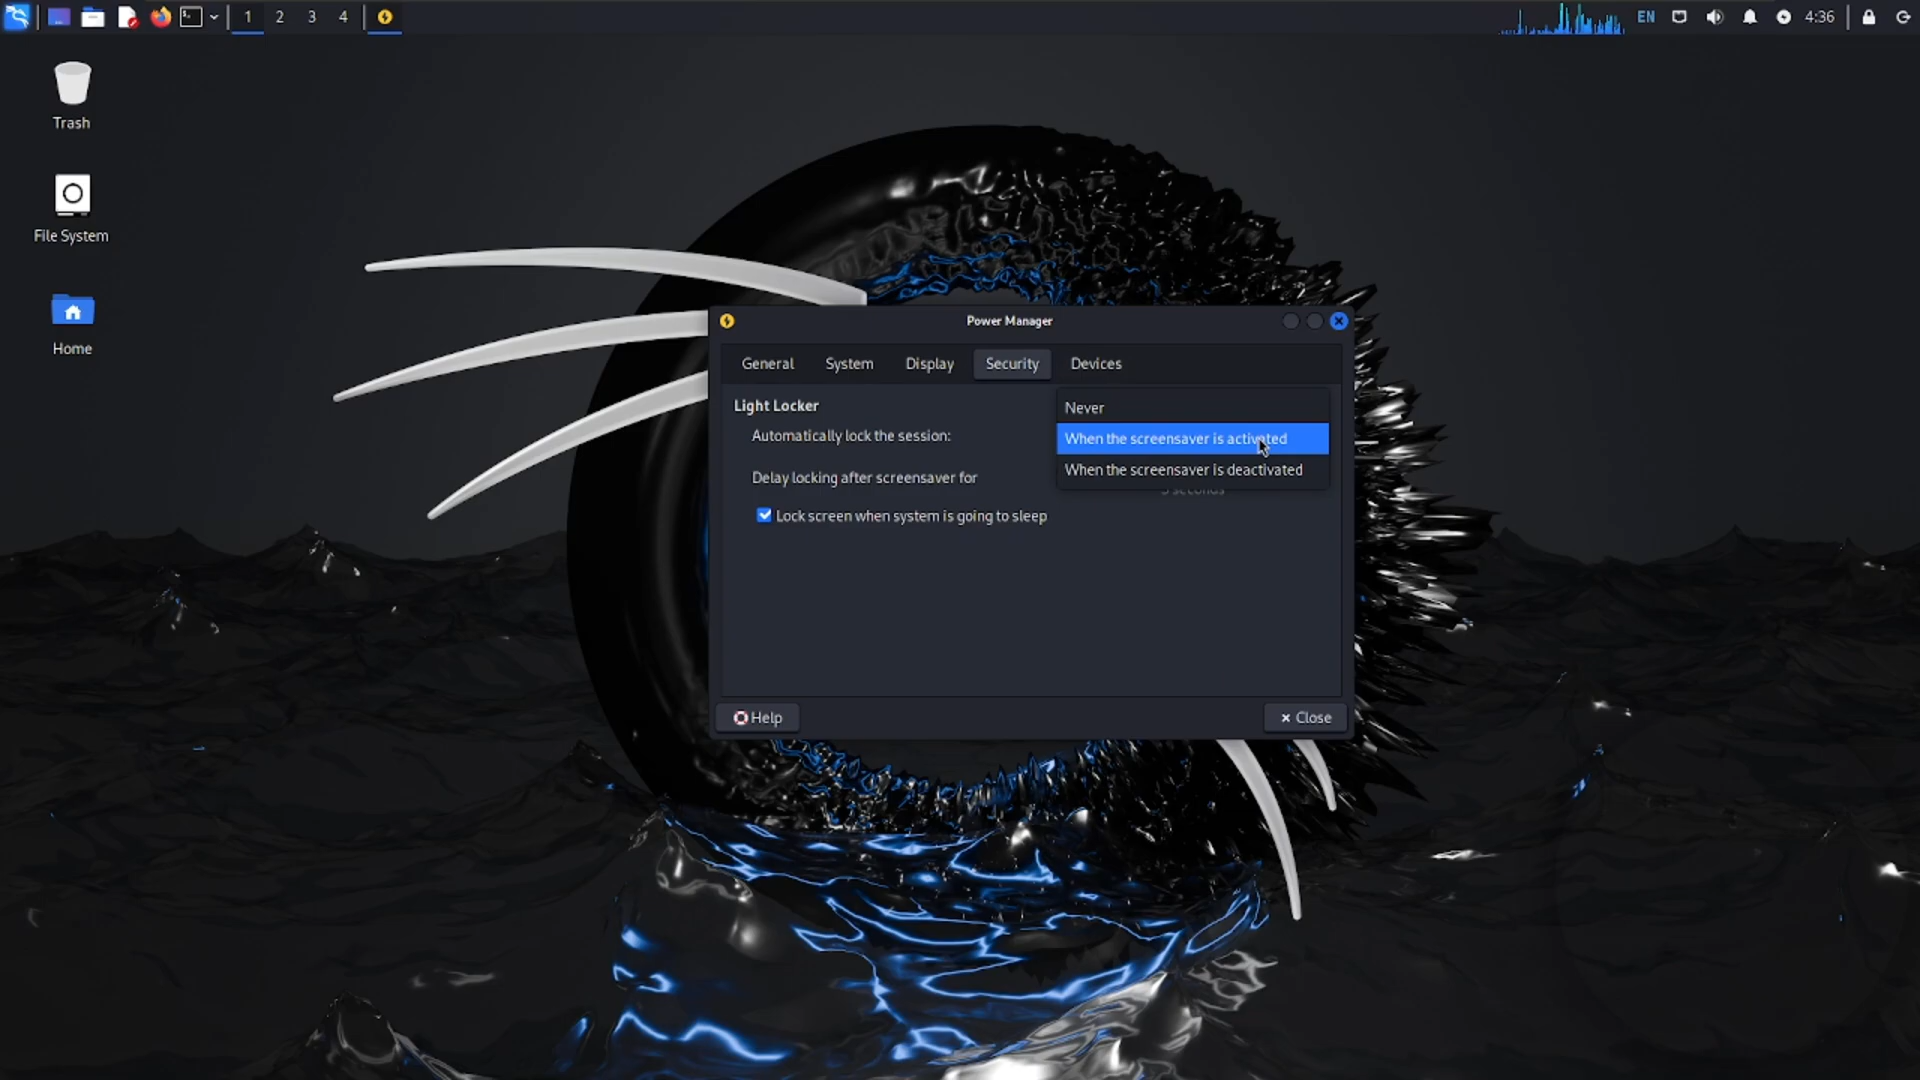 1 2 3 4
EN 4:36
Trash
File System
Home
Power Manager
General System Display Security Devices
Light Locker
Never
Automatically lock the session:
When the screensaver is activated
When the screensaver is deactivated
Delay locking after screensaver for
5 seconds
Lock screen when system is going to sleep
Help
Close